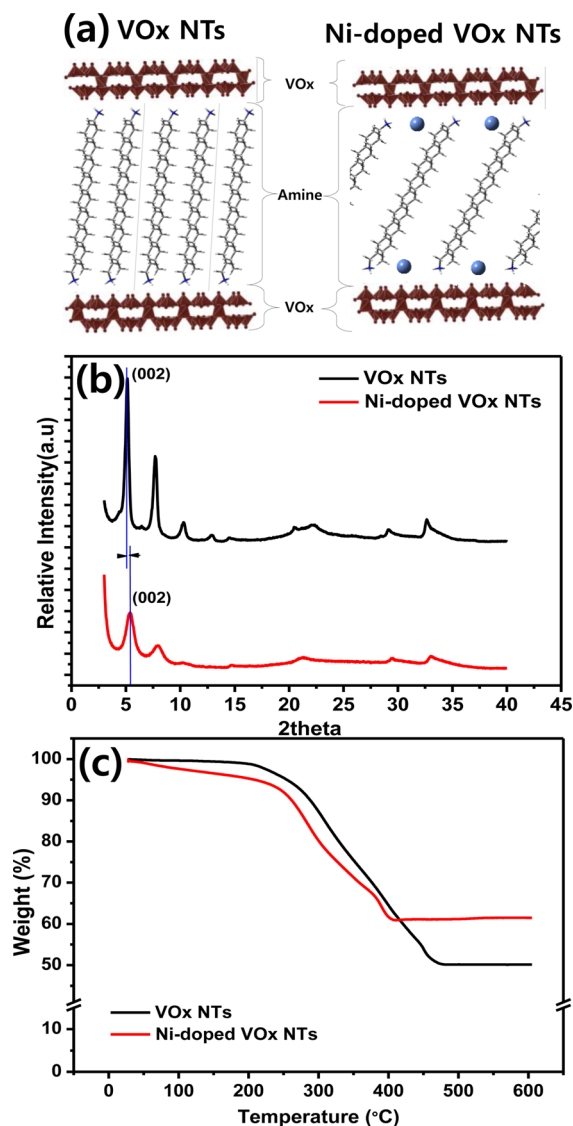 (a) VOx NTs
Ni-doped VOx NTs
VOx
Amine
VOx
(b)
(002)
VOx NTs
Ni-doped VOx NTs
(002)
Relative Intensity(a.u)
0 5 10 15 20 25 30 35 40 45
2theta
(c)
100
90
80
70
60
50
10
0
Weight (%)
VOx NTs
Ni-doped VOx NTs
0 100 200 300 400 500 600
Temperature (°C)